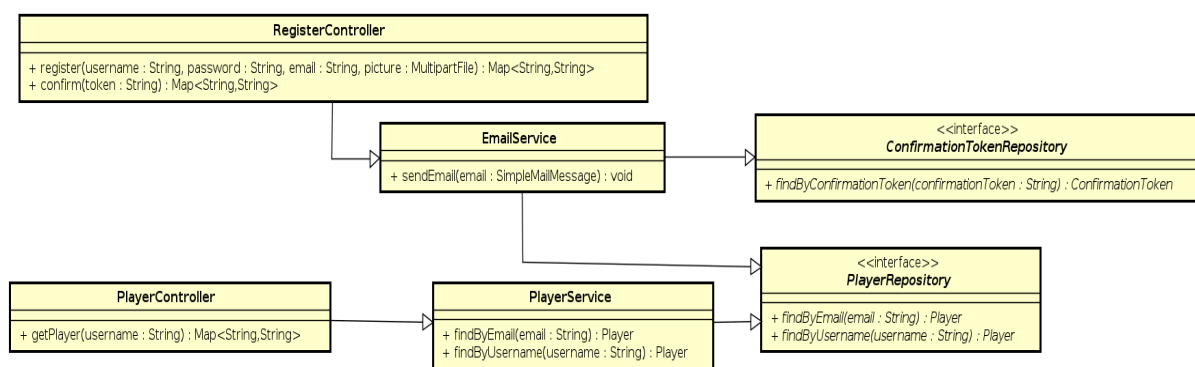 RegisterController
+ register(username : String, password : String, email : String, picture : MultipartFile) : Map<String,String>
+ confirm(token : String) : Map<String,String>
EmailService
+ sendEmail(email : SimpleMailMessage) : void
<<interface>>
ConfirmationTokenRepository
+ findByConfirmationToken(confirmationToken : String) : ConfirmationToken
PlayerController
+ getPlayer(username : String) : Map<String,String>
PlayerService
+ findByEmail(email : String) : Player
+ findByUsername(username : String) : Player
<<interface>>
PlayerRepository
+ findByEmail(email : String) : Player
+ findByUsername(username : String) : Player